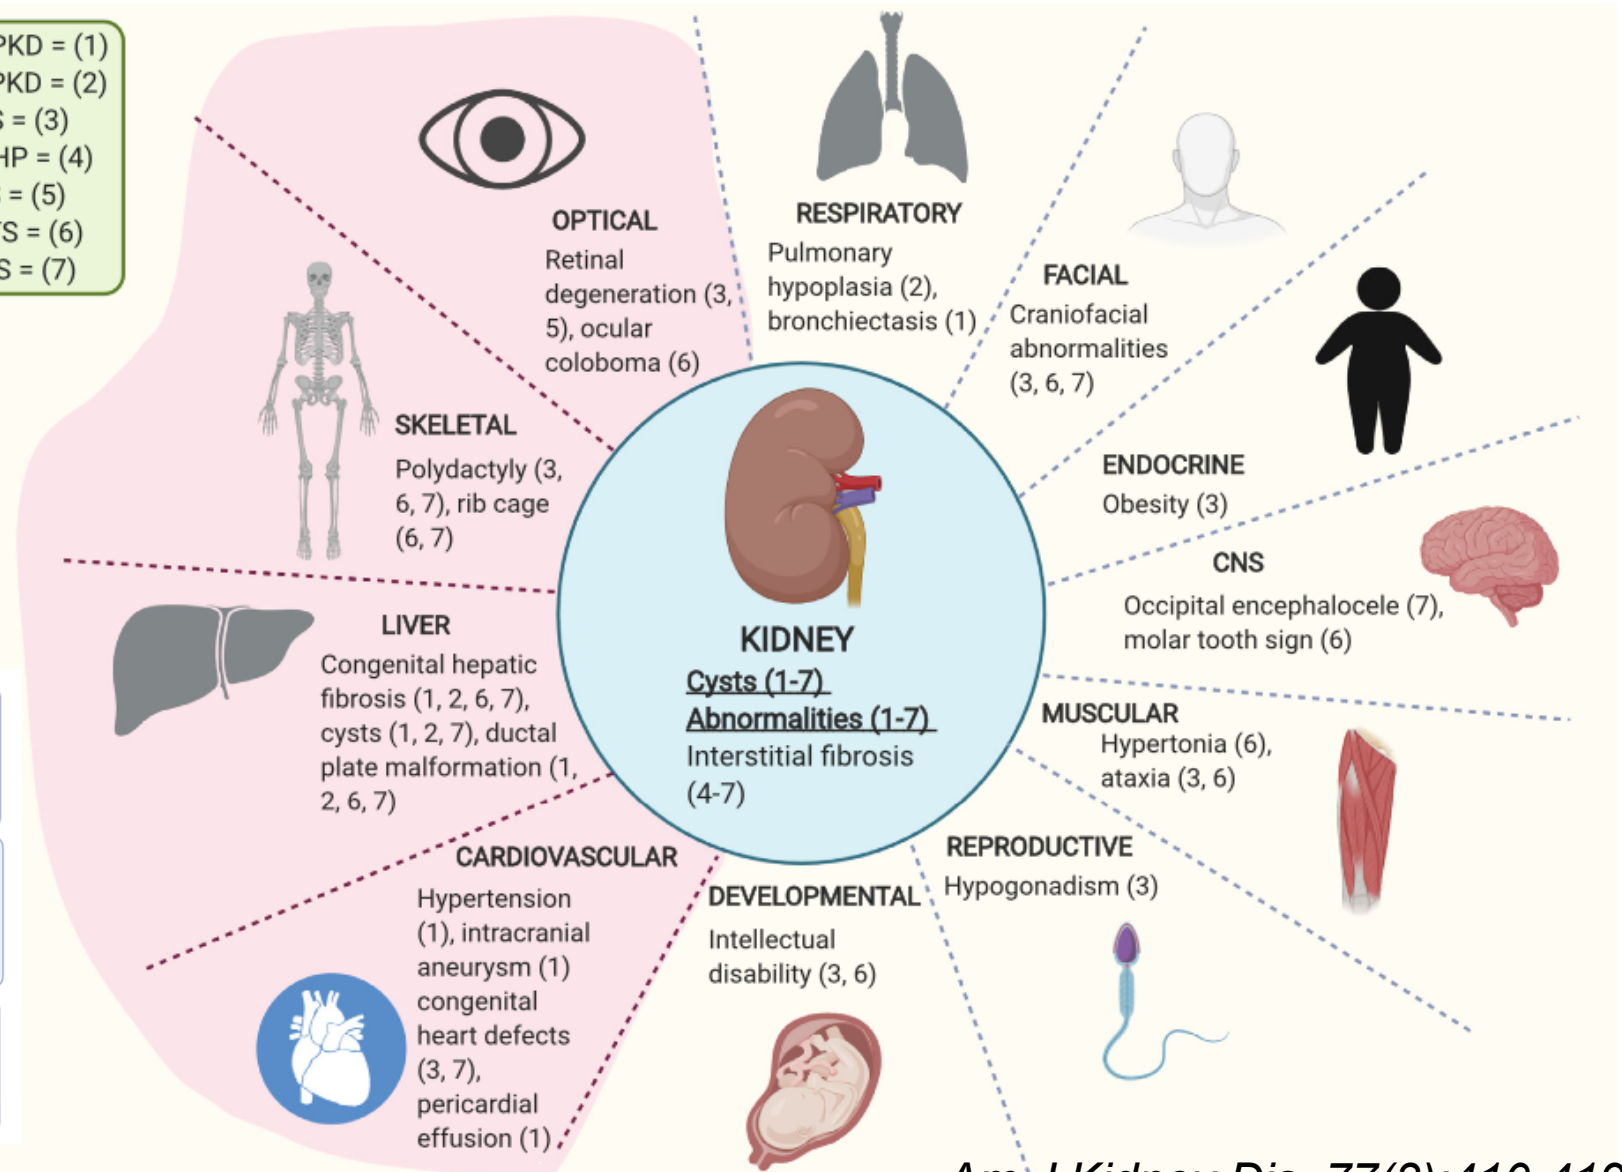 PKD = (1)
PKD = (2)
S = (3)
HP = (4)
= (5)
TS = (6)
S = (7)
OPTICAL
Retinal
degeneration (3,
5), ocular
coloboma (6)
RESPIRATORY
Pulmonary
hypoplasia (2),
bronchiectasis (1)
FACIAL
Craniofacial
abnormalities
(3, 6, 7)
ENDOCRINE
Obesity (3)
CNS
Occipital encephalocele (7),
molar tooth sign (6)
MUSCULAR
Hypertonia (6),
ataxia (3, 6)
REPRODUCTIVE
Hypogonadism (3)
DEVELOPMENTAL
Intellectual
disability (3, 6)
CARDIOVASCULAR
Hypertension
(1), intracranial
aneurysm (1)
congenital
heart defects
(3, 7),
pericardial
effusion (1)
LIVER
Congenital hepatic
fibrosis (1, 2, 6, 7),
cysts (1, 2, 7), ductal
plate malformation (1,
2, 6, 7)
SKELETAL
Polydactyly (3,
6, 7), rib cage
(6, 7)
KIDNEY
Cysts (1-7)
Abnormalities (1-7)
Interstitial fibrosis
(4-7)
Am J Kidney Dis